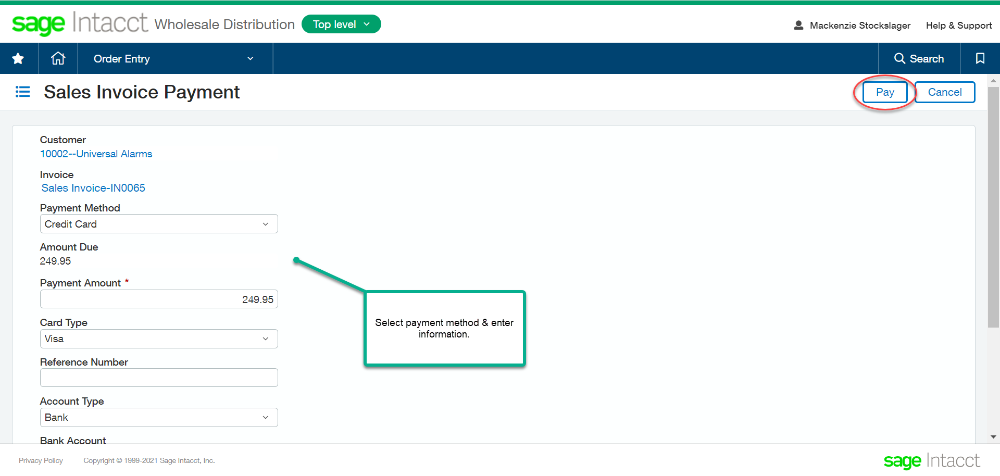 sage Intacct Wholesale Distribution Top level Mackenzie Stockslager Help & Support
Order Entry Search
Sales Invoice Payment Pay Cancel
Customer
10002--Universal Alarms
Invoice
Sales Invoice-IN0065
Payment Method
Credit Card
Amount Due
249.95
Payment Amount *
249.95
Card Type
Visa
Reference Number
Account Type
Bank
Bank Account
Select payment method & enter
information.
Privacy Policy Copyright © 1999-2021 Sage Intacct, Inc. sage Intacct